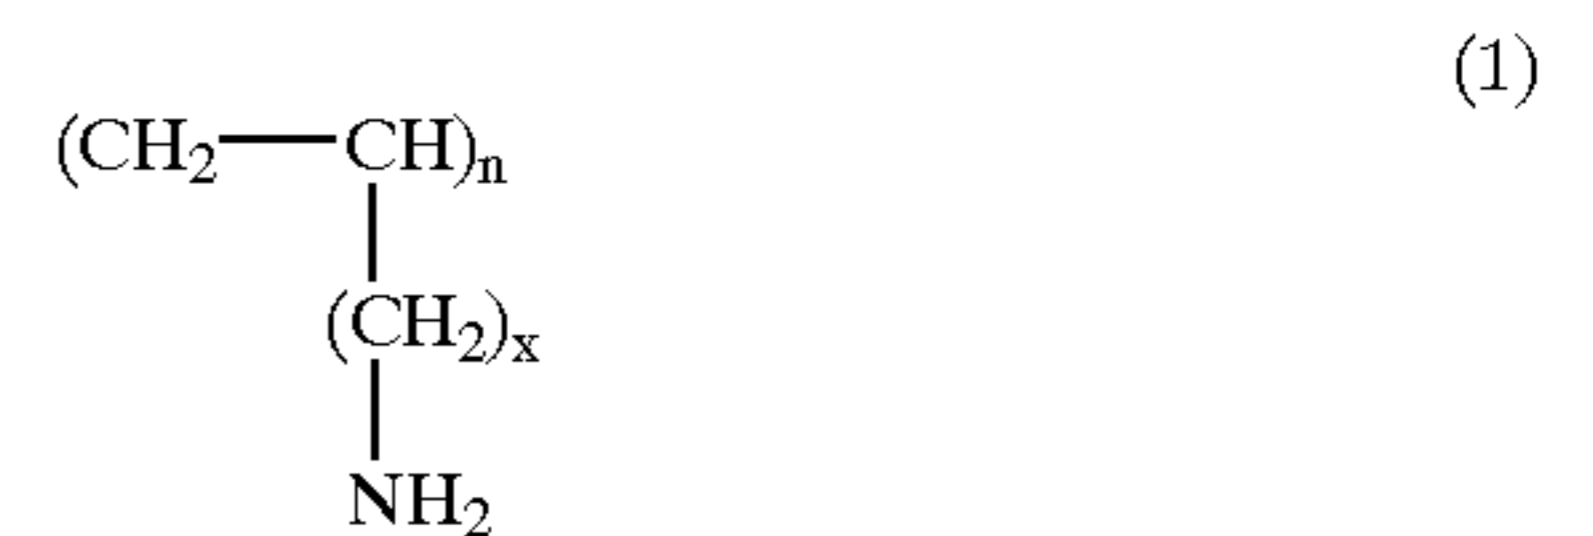 (1)
(CH₂—CH)ₙ
(CH₂)ₓ
NH₂